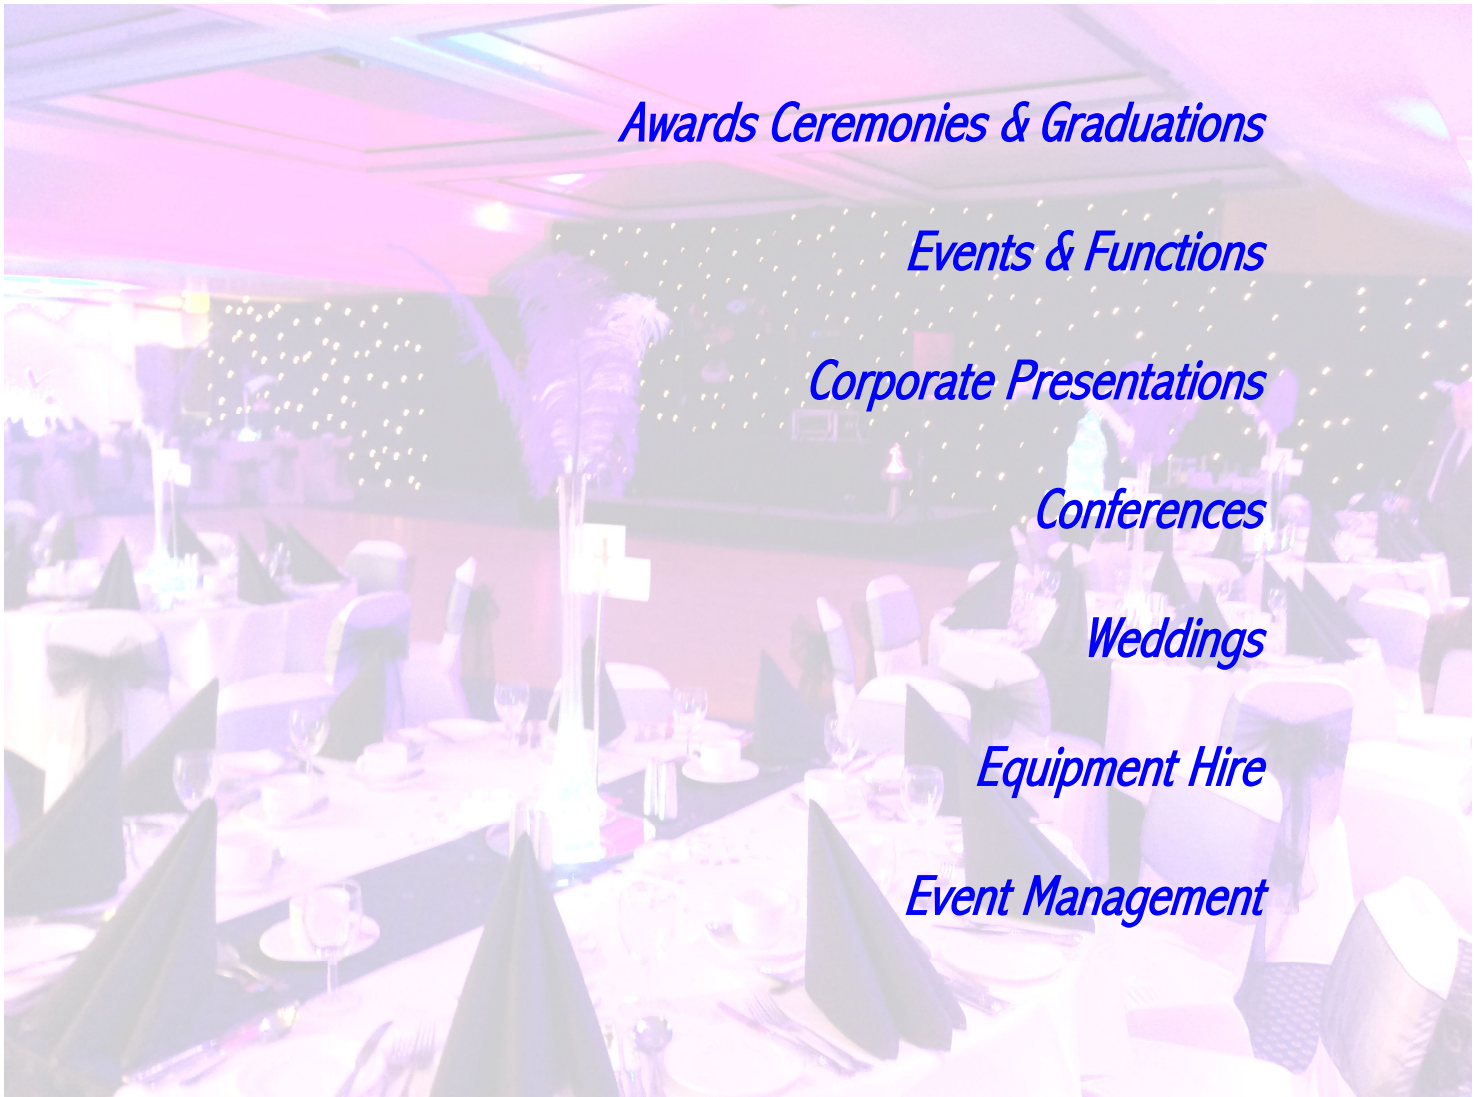 Awards Ceremonies & Graduations
Events & Functions
Corporate Presentations
Conferences
Weddings
Equipment Hire
Event Management